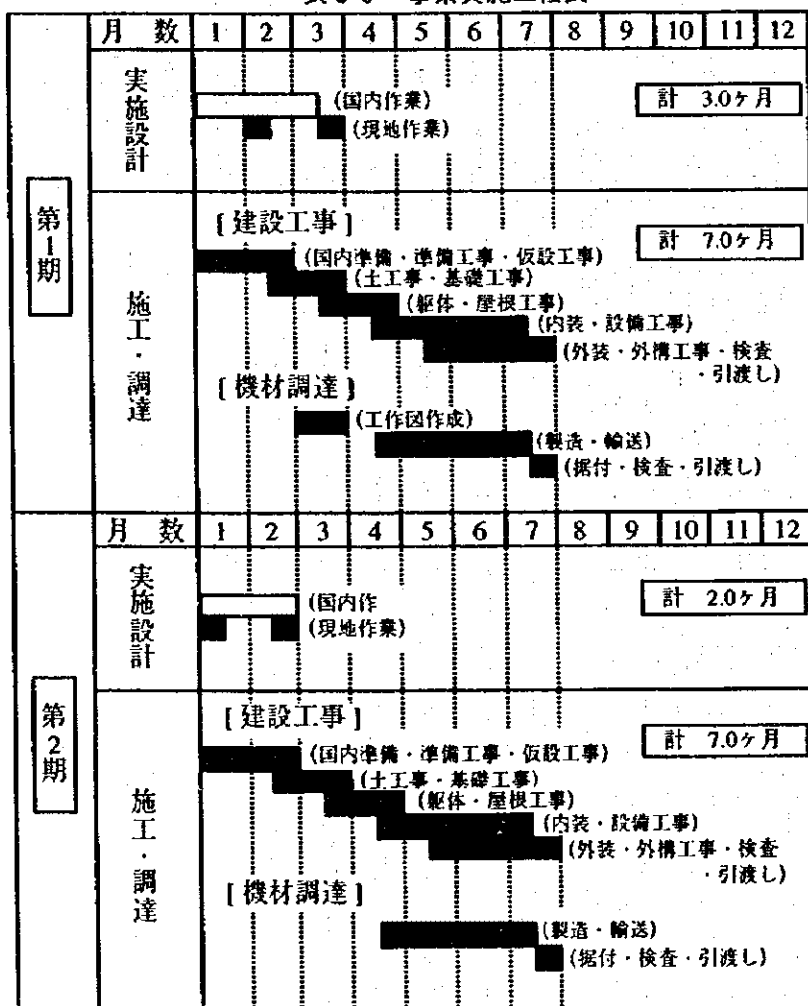 月 数 1 2 3 4 5 6 7 8 9 10 11 12
実施設計
(国内作業)
計 3.0ヶ月
(現地作業)
第1期
施工・調達
[建設工事]
計 7.0ヶ月
(国内準備・準備工事・仮設工事)
(土工事・基礎工事)
(躯体・屋根工事)
(内装・設備工事)
(外装・外構工事・検査
・引渡し)
[機材調達]
(工作図作成)
(製造・輸送)
(据付・検査・引渡し)
月 数 1 2 3 4 5 6 7 8 9 10 11 12
実施設計
(国内作
計 2.0ヶ月
(現地作業)
第2期
施工・調達
[建設工事]
計 7.0ヶ月
(国内準備・準備工事・仮設工事)
(土工事・基礎工事)
(躯体・屋根工事)
(内装・設備工事)
(外装・外構工事・検査
・引渡し)
[機材調達]
(製造・輸送)
(据付・検査・引渡し)